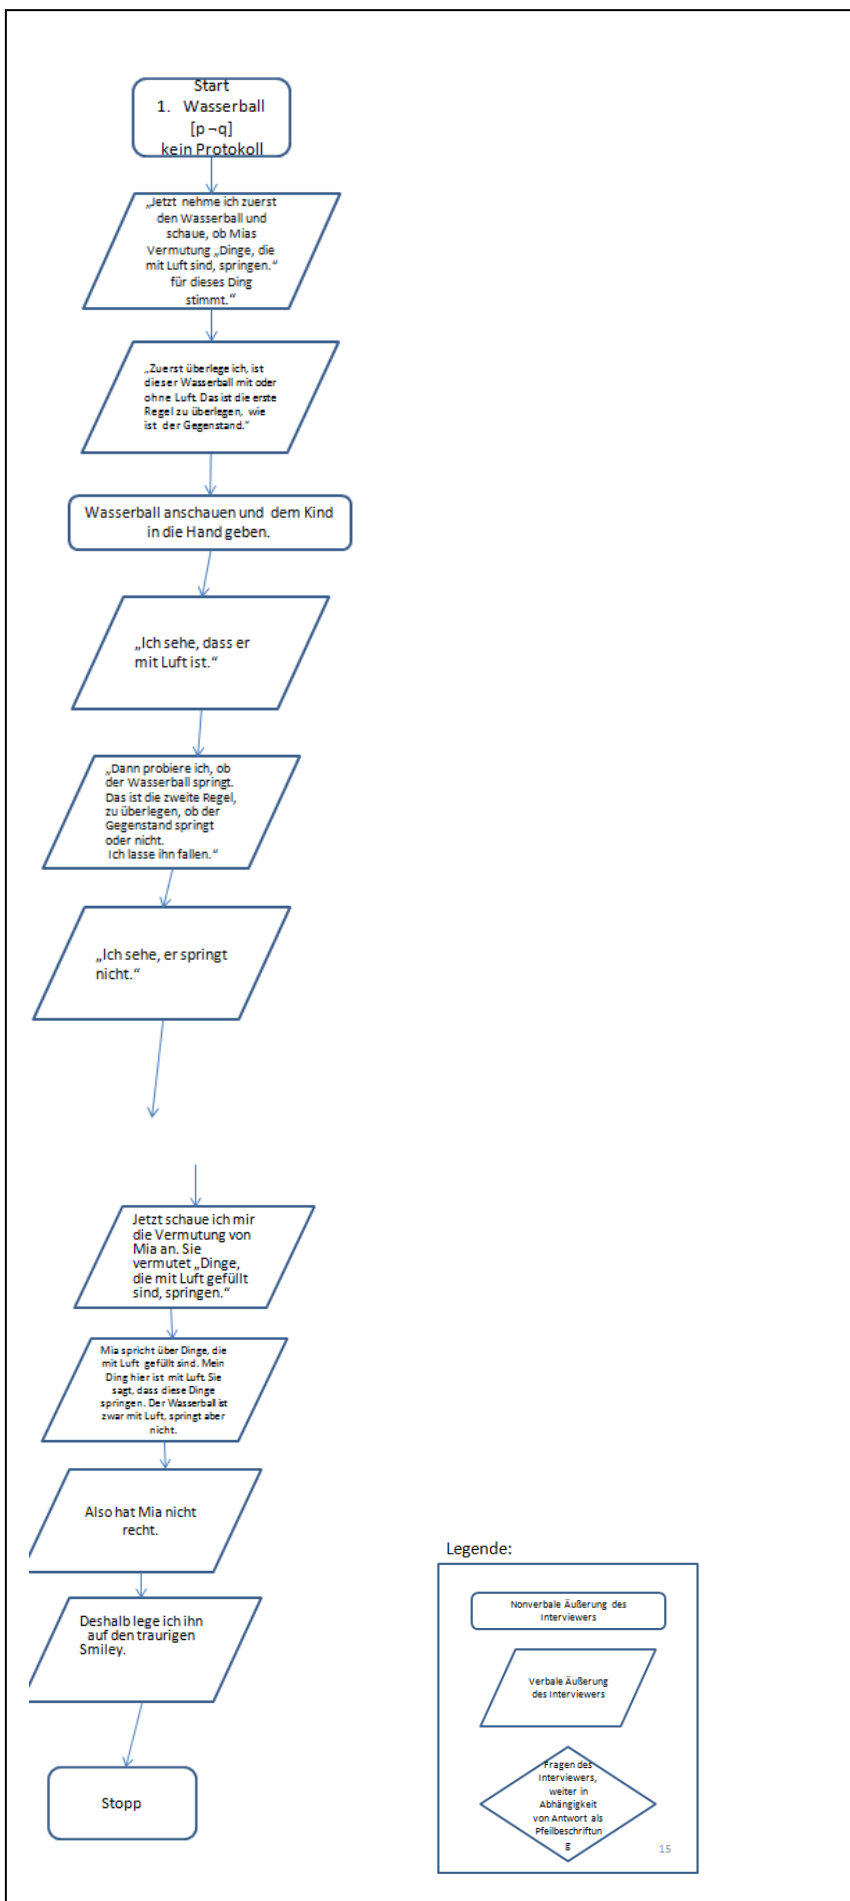 Start
1. Wasserball
[p ¬q]
kein Protokoll
„Jetzt nehme ich zuerst
den Wasserball und
schaue, ob Mias
Vermutung „Dinge, die
mit Luft sind, springen.“
für dieses Ding
stimmt.“
„Zuerst überlege ich, ist
dieser Wasserball mit oder
ohne Luft. Das ist die erste
Regel zu überlegen, wie
ist der Gegenstand.“
Wasserball anschauen und dem Kind
in die Hand geben.
„Ich sehe, dass er
mit Luft ist.“
„Dann probiere ich, ob
der Wasserball springt.
Das ist die zweite Regel,
zu überlegen, ob der
Gegenstand springt
oder nicht.
Ich lasse ihn fallen.“
„Ich sehe, er springt
nicht.“
Jetzt schaue ich mir
die Vermutung von
Mia an. Sie
vermutet „Dinge,
die mit Luft gefüllt
sind, springen.“
Mia spricht über Dinge, die
mit Luft gefüllt sind. Mein
Ding hier ist mit Luft. Sie
sagt, dass diese Dinge
springen. Der Wasserball ist
zwar mit Luft, springt aber
nicht.
Also hat Mia nicht
recht.
Deshalb lege ich ihn
auf den traurigen
Smiley.
Stopp
Legende:
Nonverbale Äußerung des
Interviewers
Verbale Äußerung
des Interviewers
Fragen des
Interviewers,
weiter in
Abhängigkeit
von Antwort als
Pfeilbeschriftun
g
15